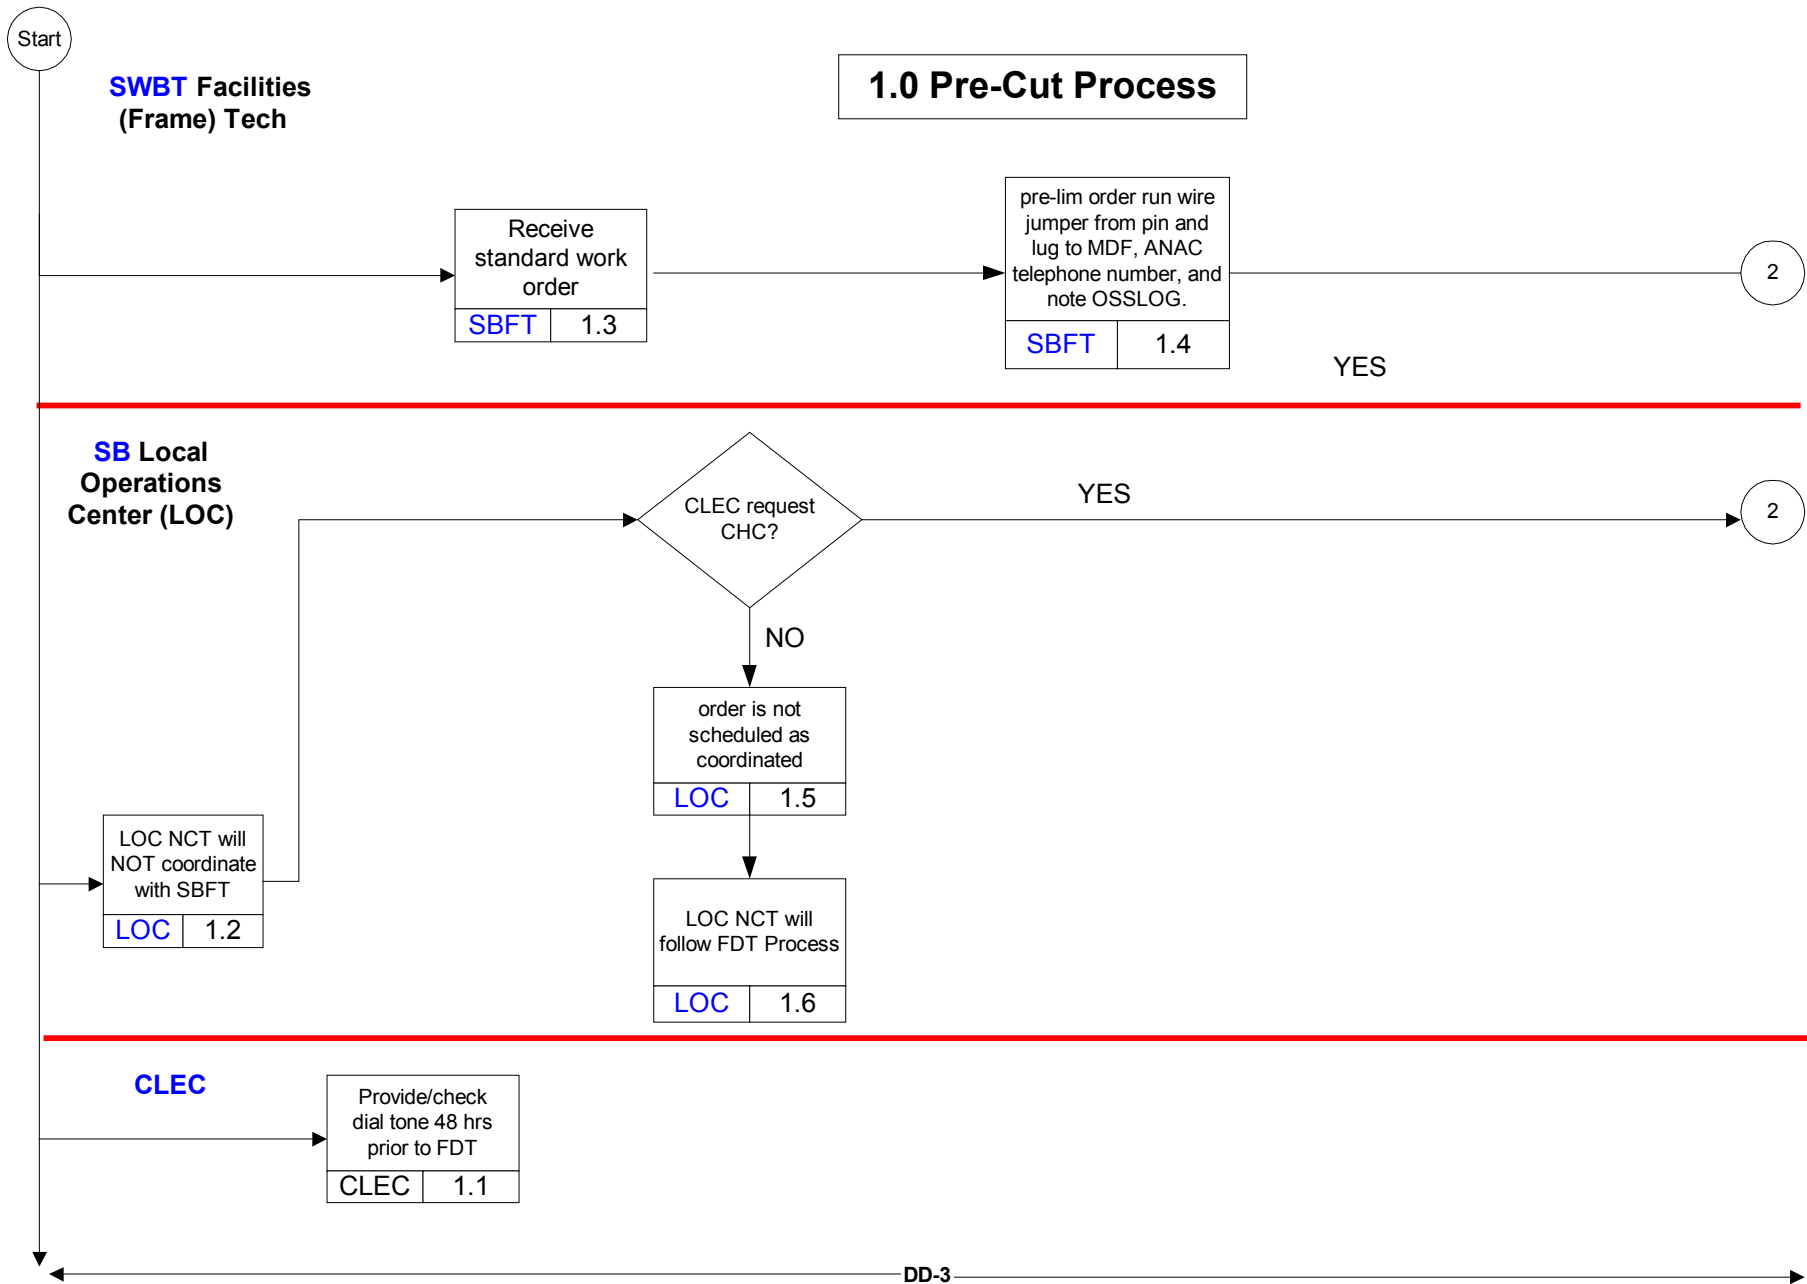 Start
SWBT Facilities
(Frame) Tech
1.0 Pre-Cut Process
Receive
standard work
order
SBFT 1.3
pre-lim order run wire
jumper from pin and
lug to MDF, ANAC
telephone number, and
note OSSLOG.
SBFT 1.4
2
YES
SB Local
Operations
Center (LOC)
CLEC request
CHC?
YES
2
NO
order is not
scheduled as
coordinated
LOC 1.5
LOC NCT will
NOT coordinate
with SBFT
LOC 1.2
LOC NCT will
follow FDT Process
LOC 1.6
CLEC
Provide/check
dial tone 48 hrs
prior to FDT
CLEC 1.1
DD-3